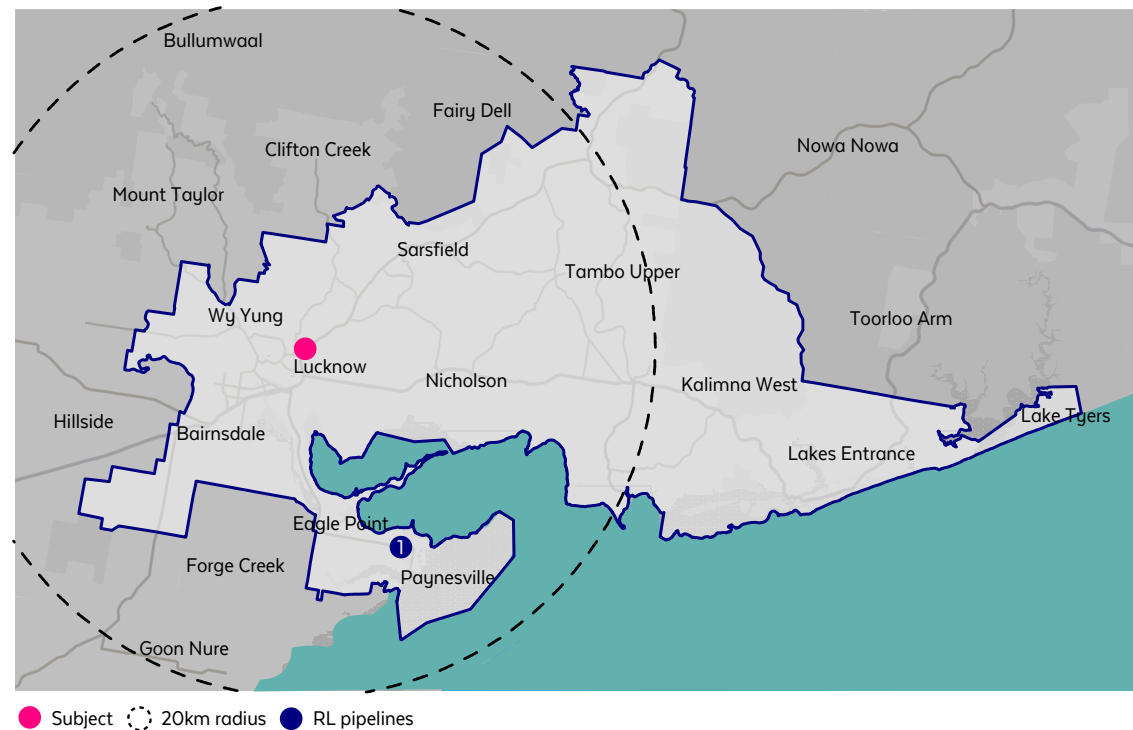 Bullumwaal
Fairy Dell
Clifton Creek
Nowa Nowa
Mount Taylor
Sarsfield
Tambo Upper
Wy Yung
Toorloo Arm
Lucknow
Nicholson
Kalimna West
Hillside
Lake Tyers
Bairnsdale
Lakes Entrance
Eagle Point
1
Forge Creek
Paynesville
Goon Nure
Subject 20km radius RL pipelines